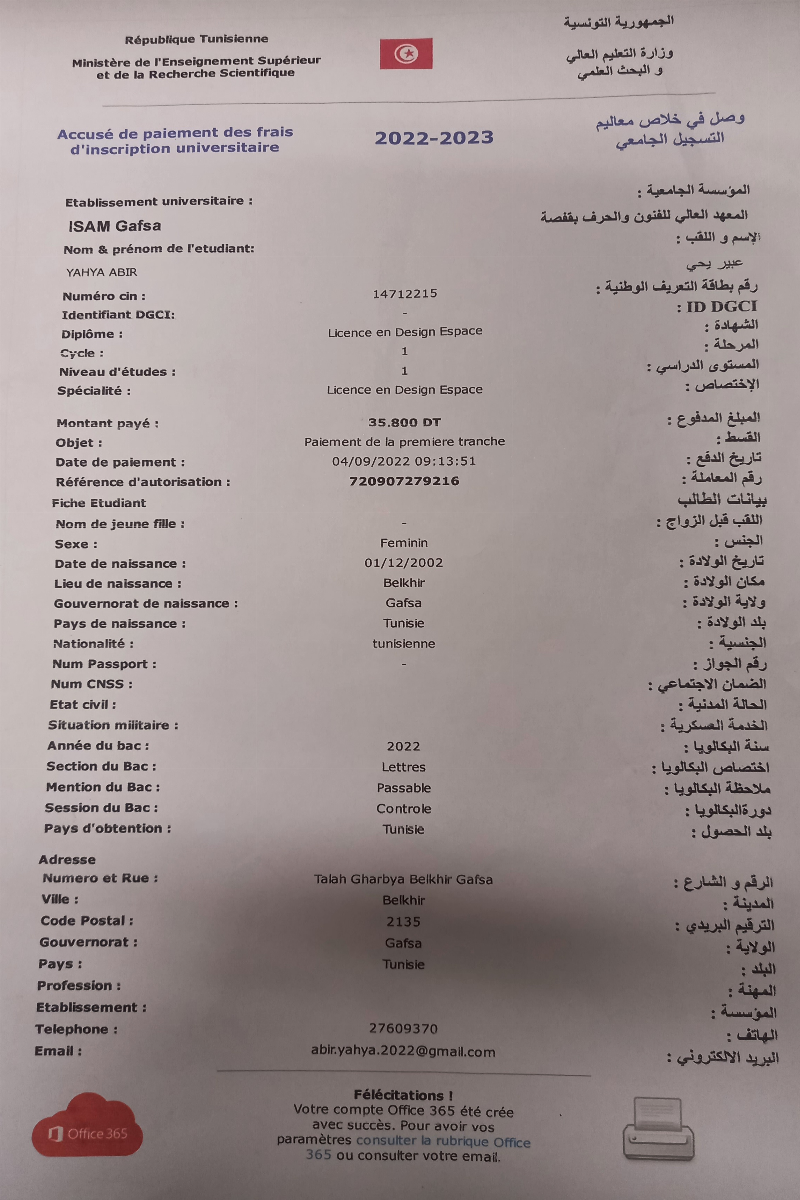 République Tunisienne
Ministère de l'Enseignement Supérieur
et de la Recherche Scientifique
الجمهورية التونسية
وزارة التعليم العالي
و البحث العلمي
Accusé de paiement des frais
d'inscription universitaire
2022-2023
وصل في خلاص معاليم
التسجيل الجامعي
Etablissement universitaire :
المؤسسة الجامعية :
ISAM Gafsa
المعهد العالي للفنون والحرف بقفصة
Nom & prénom de l'etudiant:
الإسم و اللقب :
YAHYA ABIR
عبير يحي
Numéro cin : 14712215 رقم بطاقة التعريف الوطنية :
Identifiant DGCI: - ID DGCI :
Diplôme : Licence en Design Espace الشهادة :
Cycle : 1 المرحلة :
Niveau d'études : 1 المستوى الدراسي :
Spécialité : Licence en Design Espace الإختصاص :
Montant payé : 35.800 DT المبلغ المدفوع :
Objet : Paiement de la premiere tranche القسط :
Date de paiement : 04/09/2022 09:13:51 تاريخ الدفع :
Référence d'autorisation : 720907279216 رقم المعاملة :
Fiche Etudiant بيانات الطالب
Nom de jeune fille : - اللقب قبل الزواج :
Sexe : Feminin الجنس :
Date de naissance : 01/12/2002 تاريخ الولادة :
Lieu de naissance : Belkhir مكان الولادة :
Gouvernorat de naissance : Gafsa ولاية الولادة :
Pays de naissance : Tunisie بلد الولادة :
Nationalité : tunisienne الجنسية :
Num Passport : - رقم الجواز :
Num CNSS : الضمان الاجتماعي :
Etat civil : الحالة المدنية :
Situation militaire : الخدمة العسكرية :
Année du bac : 2022 سنة البكالويا :
Section du Bac : Lettres اختصاص البكالويا :
Mention du Bac : Passable ملاحظة البكالويا :
Session du Bac : Controle دورةالبكالويا :
Pays d'obtention : Tunisie بلد الحصول :
Adresse
Numero et Rue : Talah Gharbya Belkhir Gafsa الرقم و الشارع :
Ville : Belkhir المدينة :
Code Postal : 2135 الترقيم البريدي :
Gouvernorat : Gafsa الولاية :
Pays : Tunisie البلد :
Profession : المهنة :
Etablissement : المؤسسة :
Telephone : 27609370 الهاتف :
Email : abir.yahya.2022@gmail.com البريد الالكتروني :
Office 365
Félécitations !
Votre compte Office 365 été crée
avec succès. Pour avoir vos
paramètres consulter la rubrique Office
365 ou consulter votre email.